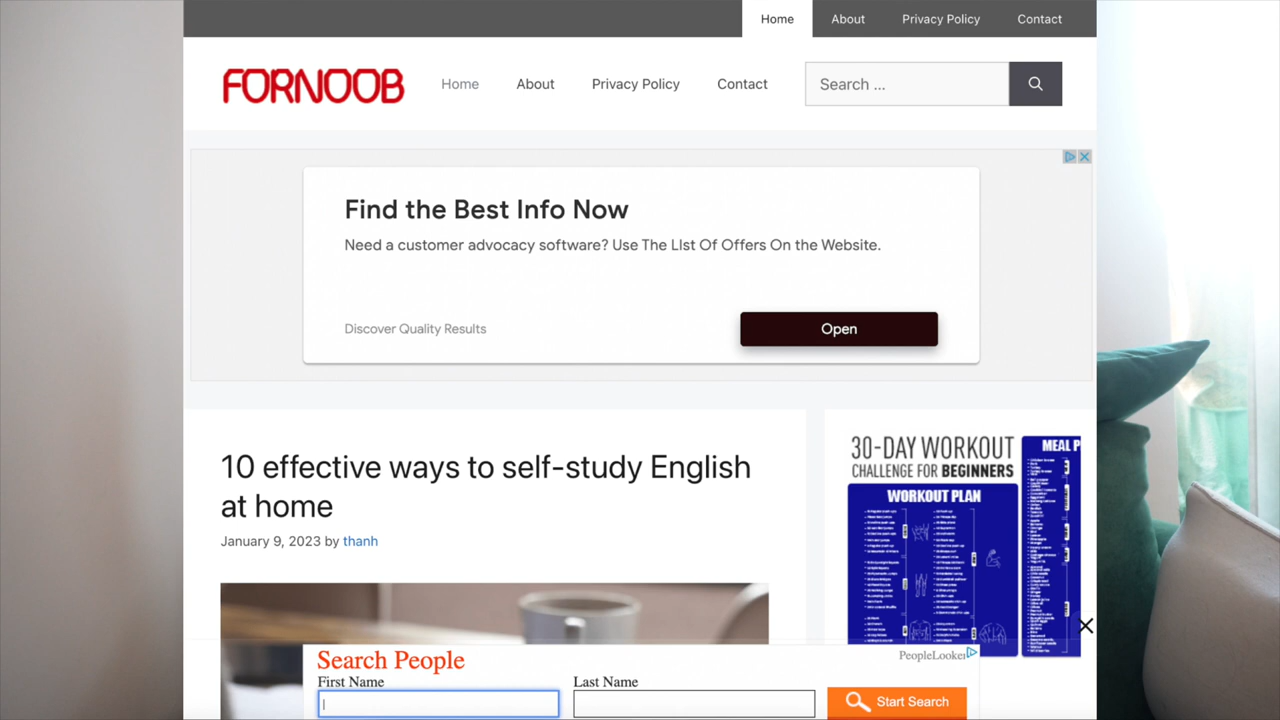 Home About Privacy Policy Contact
FORNOOB Home About Privacy Policy Contact Search ...
Find the Best Info Now
Need a customer advocacy software? Use The LIst Of Offers On the Website.
Discover Quality Results Open
10 effective ways to self-study English
at home
January 9, 2023 by thanh
30-DAY WORKOUT
CHALLENGE FOR BEGINNERS
WORKOUT PLAN
MEAL P
Search People PeopleLooker
First Name Last Name
Start Search